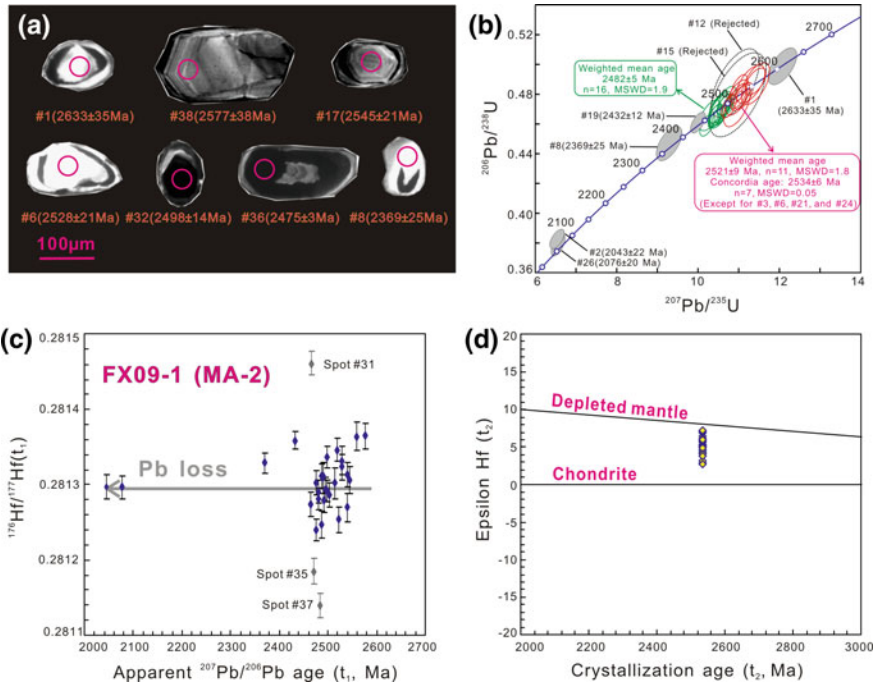 (a)
#1(2633±35Ma) #38(2577±38Ma) #17(2545±21Ma)
#6(2528±21Ma) #32(2498±14Ma) #36(2475±3Ma) #8(2369±25Ma)
100μm
(b)
²⁰⁶Pb/²³⁸U
0.52
0.48
0.44
0.40
0.36
6 8 10 12 14
²⁰⁷Pb/²³⁵U
#12 (Rejected)
#15 (Rejected)
2700
2600
2500
2400
2300
2200
2100
Weighted mean age
2482±5 Ma
n=16, MSWD=1.9
#19(2432±12 Ma)
#8(2369±25 Ma)
#1
(2633±35 Ma)
Weighted mean age
2521±9 Ma, n=11, MSWD=1.8
Concordia age: 2534±6 Ma
n=7, MSWD=0.05
(Except for #3, #6, #21, and #24)
#2(2043±22 Ma)
#26(2076±20 Ma)
(c)
¹⁷⁶Hf/¹⁷⁷Hf(t₁)
0.2815
0.2814
0.2813
0.2812
0.2811
FX09-1 (MA-2)
Spot #31
Pb loss
Spot #35
Spot #37
2000 2100 2200 2300 2400 2500 2600 2700
Apparent ²⁰⁷Pb/²⁰⁶Pb age (t₁, Ma)
(d)
Epsilon Hf (t₂)
20
15
10
5
0
-5
-10
-15
-20
Depleted mantle
Chondrite
2000 2200 2400 2600 2800 3000
Crystallization age (t₂, Ma)